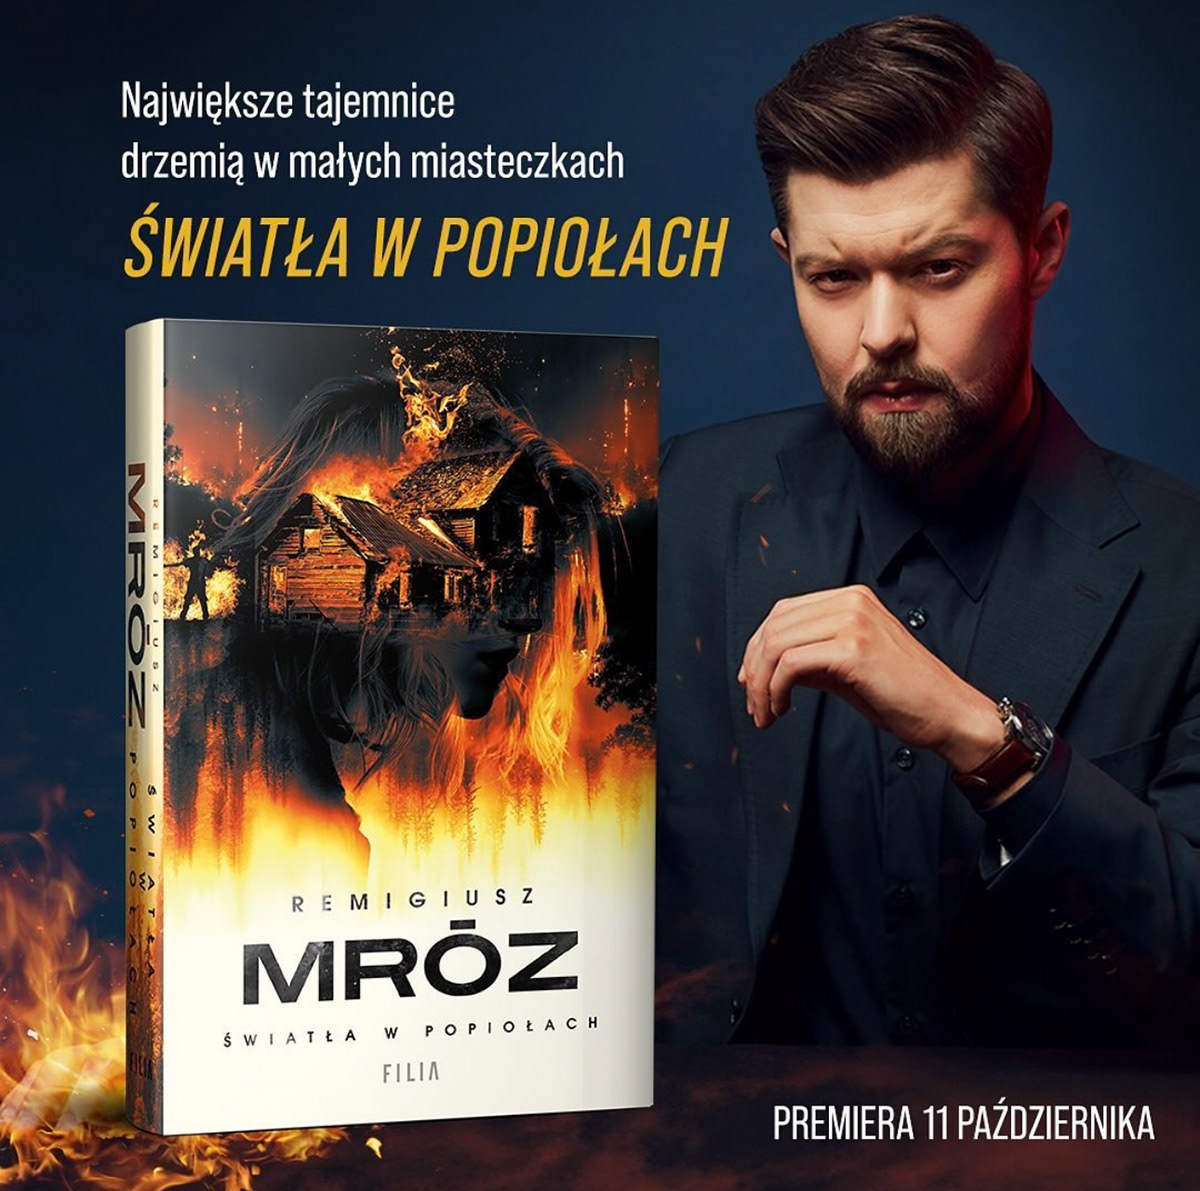 Największe tajemnice
drzemią w małych miasteczkach
ŚWIATŁA W POPIOŁACH
REMIGIUSZ
MRÓZ
ŚWIATŁA W POPIOŁACH
FILIA
REMIGIUSZ
MRÓZ
ŚWIATŁA
W
POPIOŁACH
FILIA
PREMIERA 11 PAŹDZIERNIKA